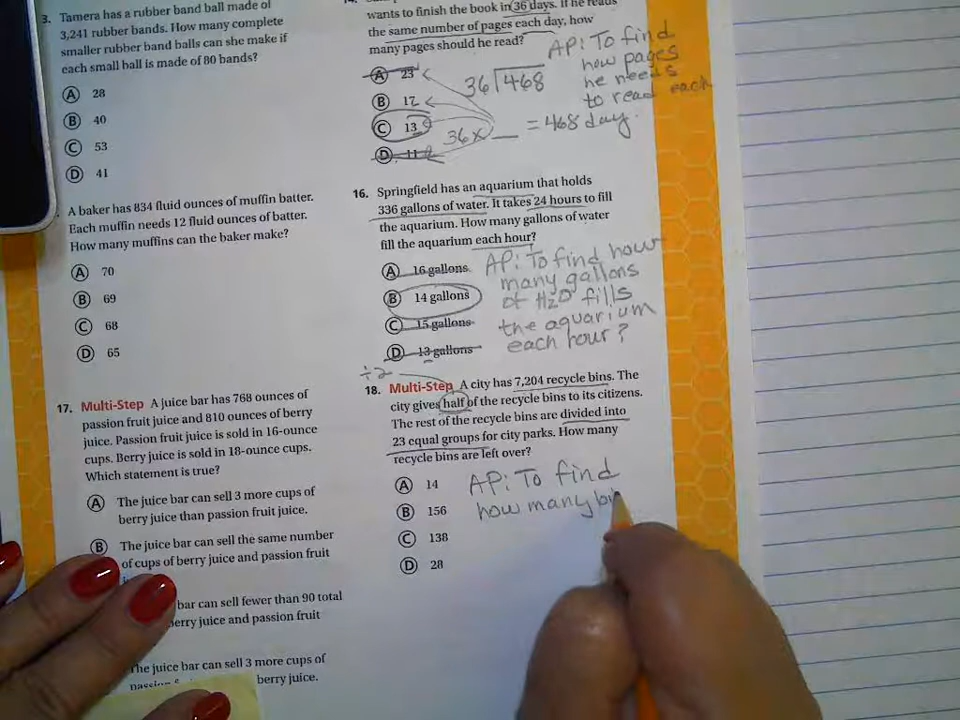 3. Tamera has a rubber band ball made of
3,241 rubber bands. How many complete
smaller rubber band balls can she make if
each small ball is made of 80 bands?
A 28
B 40
C 53
D 41
A baker has 834 fluid ounces of muffin batter.
Each muffin needs 12 fluid ounces of batter.
How many muffins can the baker make?
A 70
B 69
C 68
D 65
17. Multi-Step A juice bar has 768 ounces of
passion fruit juice and 810 ounces of berry
juice. Passion fruit juice is sold in 16-ounce
cups. Berry juice is sold in 18-ounce cups.
Which statement is true?
A The juice bar can sell 3 more cups of
berry juice than passion fruit juice.
B The juice bar can sell the same number
of cups of berry juice and passion fruit
bar can sell fewer than 90 total
berry juice and passion fruit
The juice bar can sell 3 more cups of
berry juice.
wants to finish the book in 36 days. If he reads
the same number of pages each day, how
many pages should he read?
A 23
B 12
C 13
D 11
36 468
36 x __ = 468
AP: To find
how pages
he needs
to read each
day.
16. Springfield has an aquarium that holds
336 gallons of water. It takes 24 hours to fill
the aquarium. How many gallons of water
fill the aquarium each hour?
A 16 gallons
B 14 gallons
C 15 gallons
D 13 gallons
AP: To find how
many gallons
of H2O fills
the aquarium
each hour?
÷2
18. Multi-Step A city has 7,204 recycle bins. The
city gives half of the recycle bins to its citizens.
The rest of the recycle bins are divided into
23 equal groups for city parks. How many
recycle bins are left over?
A 14
B 156
C 138
D 28
AP: To find
how many bi